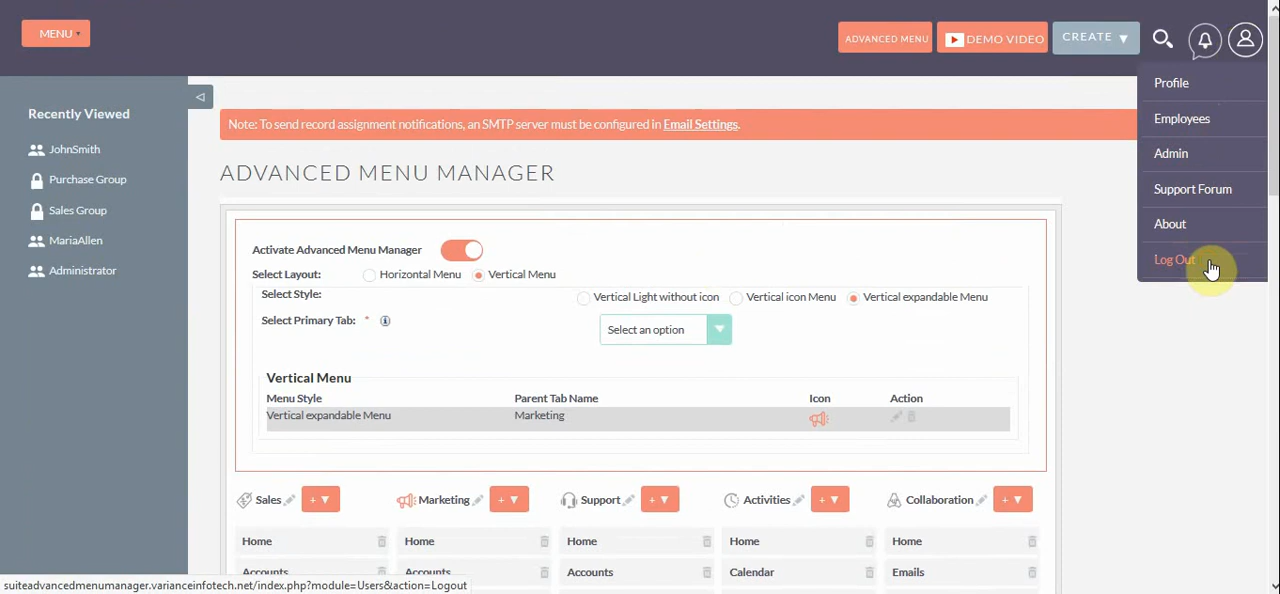 MENU
ADVANCED MENU
DEMO VIDEO
CREATE
Recently Viewed
JohnSmith
Purchase Group
Sales Group
MariaAllen
Administrator
Profile
Employees
Admin
Support Forum
About
Log Out
Note: To send record assignment notifications, an SMTP server must be configured in Email Settings.
ADVANCED MENU MANAGER
Activate Advanced Menu Manager
Select Layout: Horizontal Menu Vertical Menu
Select Style: Vertical Light without icon Vertical icon Menu Vertical expandable Menu
Select Primary Tab: * Select an option
Vertical Menu
Menu Style Parent Tab Name Icon Action
Vertical expandable Menu Marketing
Sales + Marketing + Support + Activities + Collaboration +
Home Home Home Home Home
Accounts Accounts Accounts Calendar Emails
suiteadvancedmenumanager.varianceinfotech.net/index.php?module=Users&action=Logout